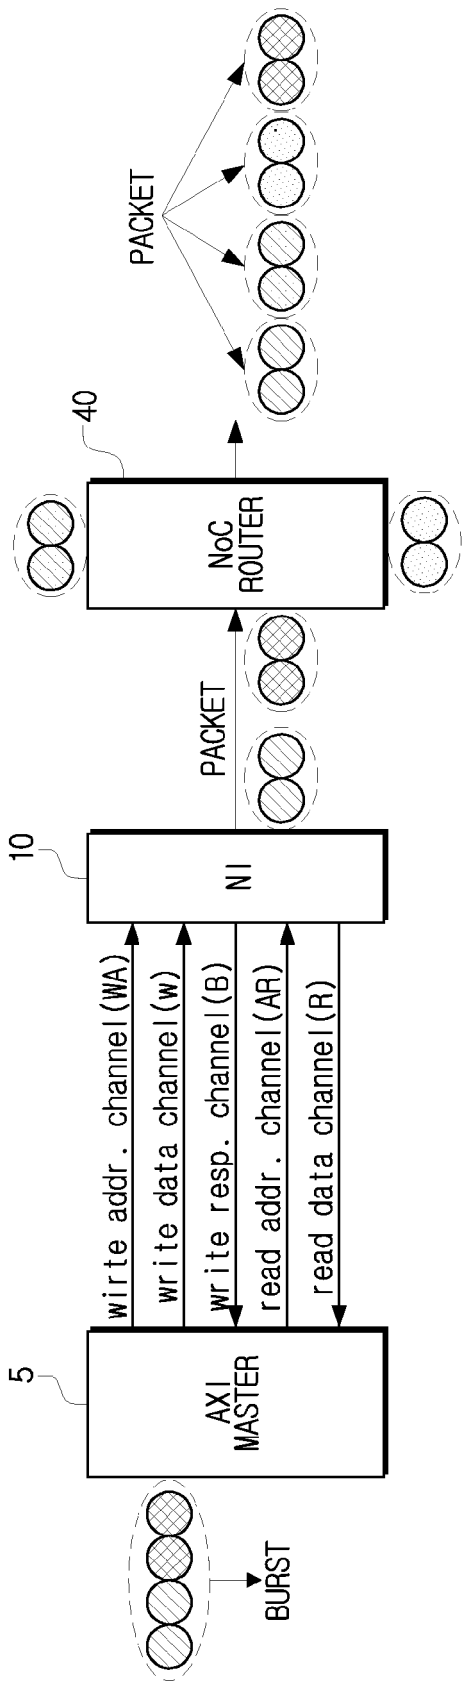 5
10
40
BURST
AXI
MASTER
wirte addr. channel(WA)
write data channel(w)
write resp. channel(B)
read addr. channel(AR)
read data channel(R)
NI
PACKET
NoC
ROUTER
PACKET